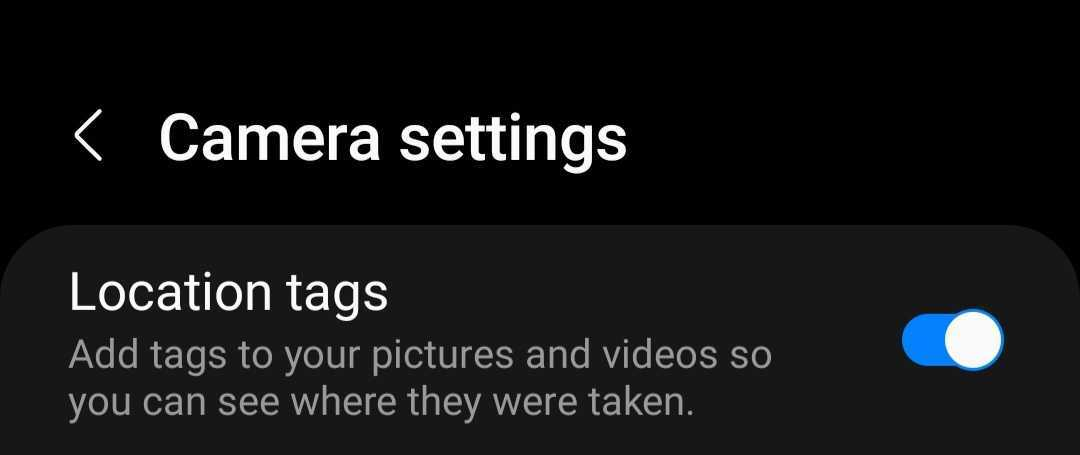 Camera settings
Location tags
Add tags to your pictures and videos so
you can see where they were taken.